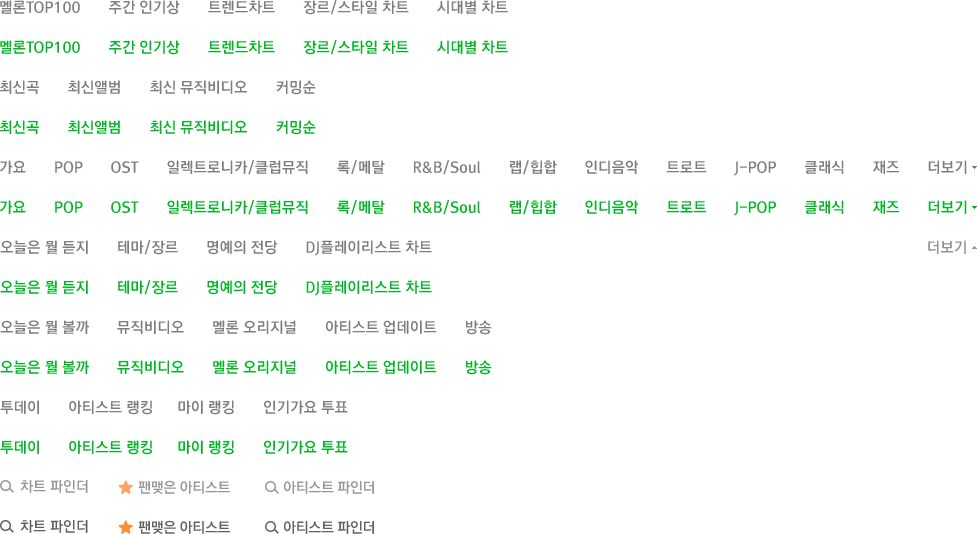 멜론TOP100 주간 인기상 트렌드차트 장르/스타일 차트 시대별 차트
멜론TOP100 주간 인기상 트렌드차트 장르/스타일 차트 시대별 차트
최신곡 최신앨범 최신 뮤직비디오 커밍순
최신곡 최신앨범 최신 뮤직비디오 커밍순
가요 POP OST 일렉트로니카/클럽뮤직 록/메탈 R&B/Soul 랩/힙합 인디음악 트로트 J-POP 클래식 재즈 더보기
가요 POP OST 일렉트로니카/클럽뮤직 록/메탈 R&B/Soul 랩/힙합 인디음악 트로트 J-POP 클래식 재즈 더보기
오늘은 뭘 듣지 테마/장르 명예의 전당 DJ플레이리스트 차트 더보기
오늘은 뭘 듣지 테마/장르 명예의 전당 DJ플레이리스트 차트
오늘은 뭘 볼까 뮤직비디오 멜론 오리지널 아티스트 업데이트 방송
오늘은 뭘 볼까 뮤직비디오 멜론 오리지널 아티스트 업데이트 방송
투데이 아티스트 랭킹 마이 랭킹 인기가요 투표
투데이 아티스트 랭킹 마이 랭킹 인기가요 투표
차트 파인더 팬맺은 아티스트 아티스트 파인더
차트 파인더 팬맺은 아티스트 아티스트 파인더